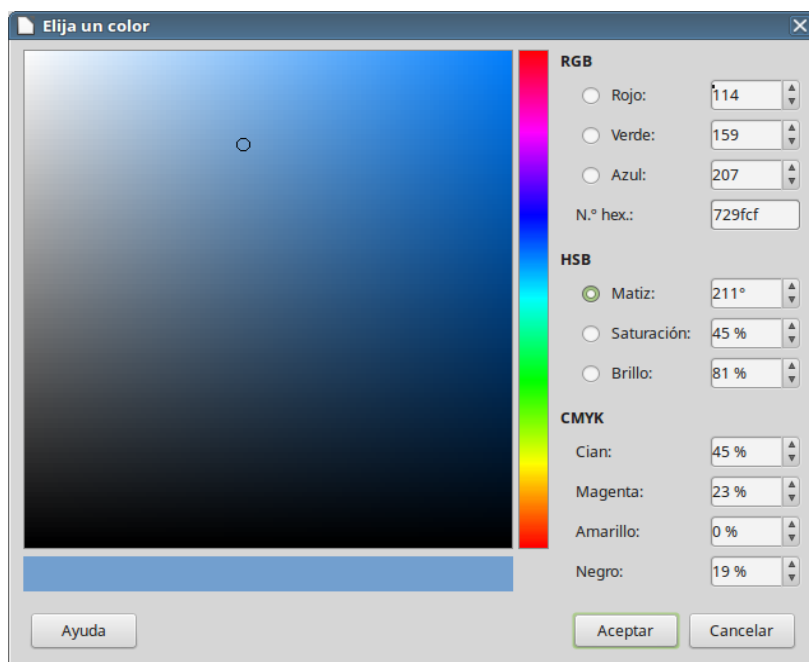 Elija un color
RGB
Rojo: 114
Verde: 159
Azul: 207
N.º hex.: 729fcf
HSB
Matiz: 211°
Saturación: 45 %
Brillo: 81 %
CMYK
Cian: 45 %
Magenta: 23 %
Amarillo: 0 %
Negro: 19 %
Ayuda
Aceptar
Cancelar